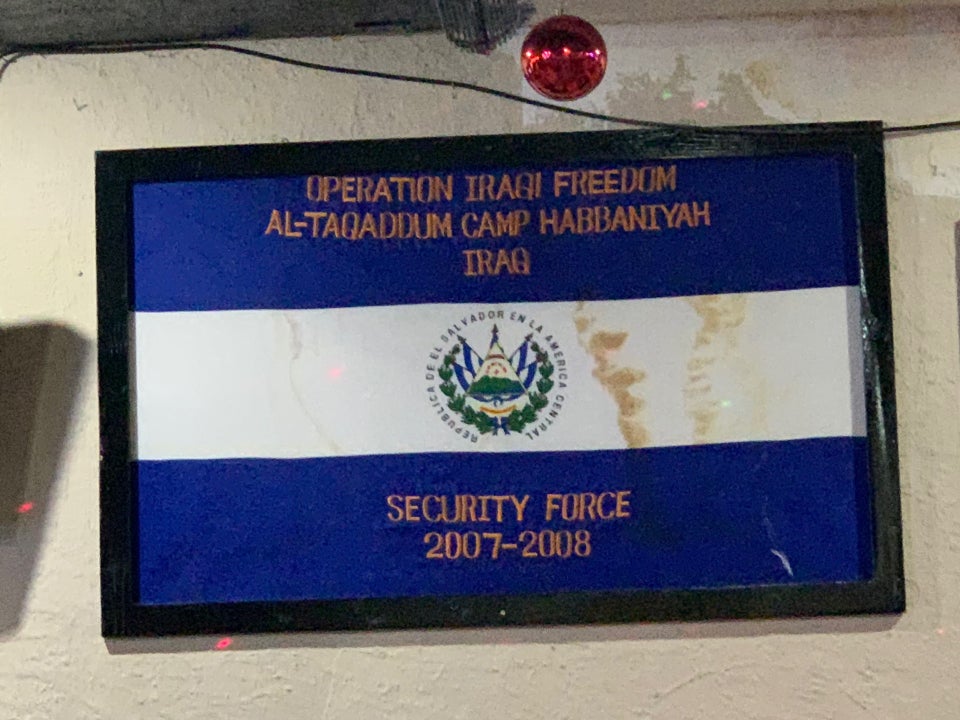 OPERATION IRAQI FREEDOM
AL-TAQADDUM CAMP HABBANIYAH
IRAQ
REPUBLICA DE EL SALVADOR EN LA AMERICA CENTRAL
SECURITY FORCE
2007-2008